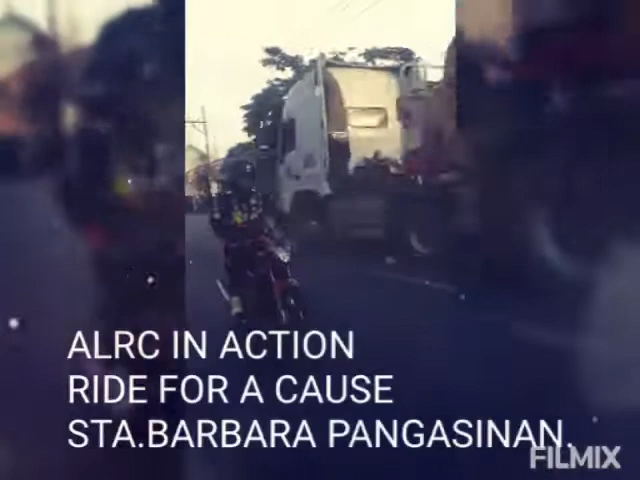 ALRC IN ACTION
RIDE FOR A CAUSE
STA.BARBARA PANGASINAN.
FILMIX